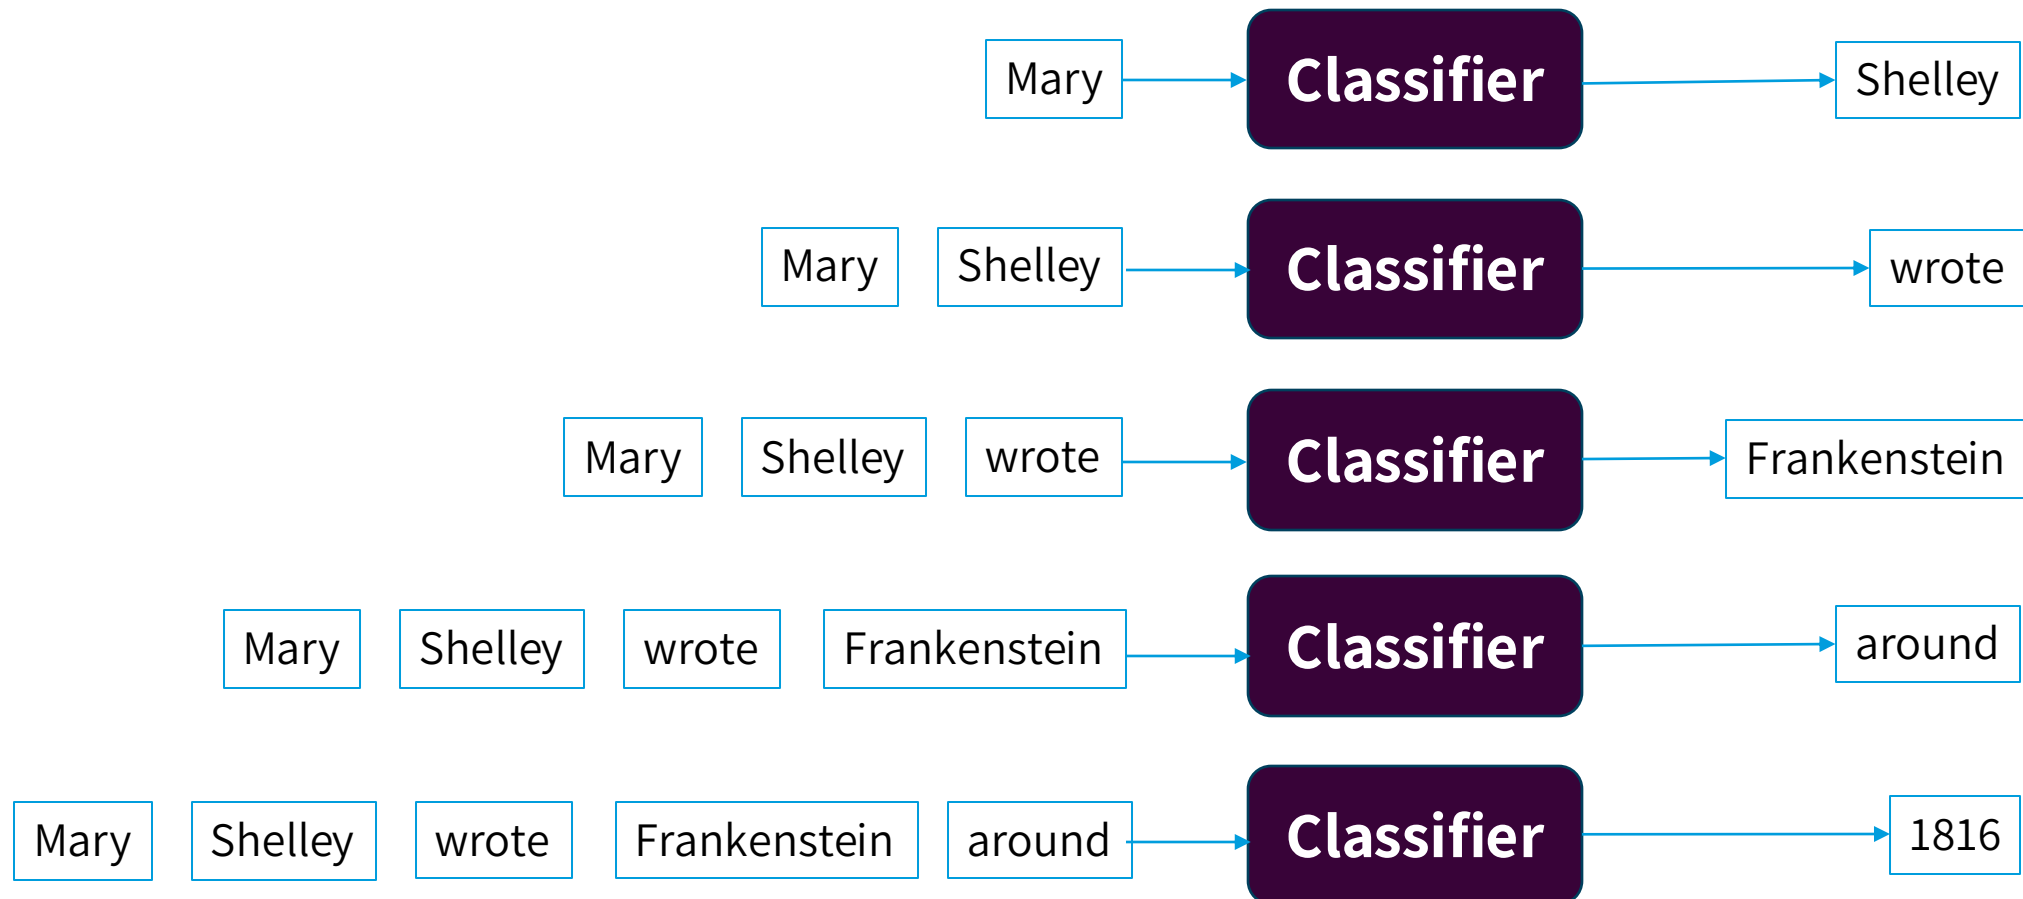 Mary Classifier Shelley
Mary Shelley Classifier wrote
Mary Shelley wrote Classifier Frankenstein
Mary Shelley wrote Frankenstein Classifier around
Mary Shelley wrote Frankenstein around Classifier 1816